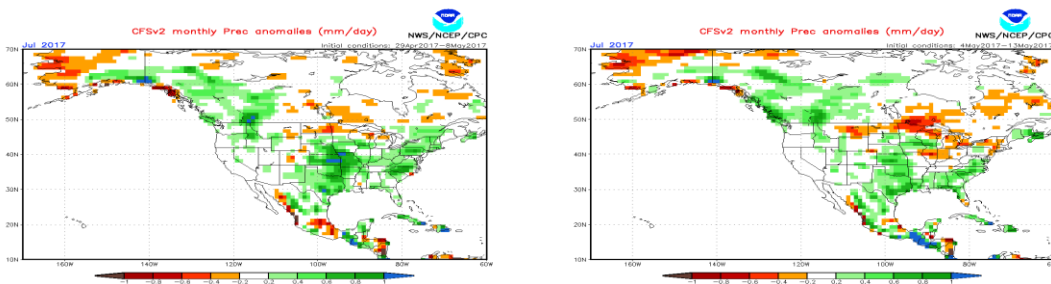 NOAA
CFSv2 monthly Prec anomalies (mm/day)
NWS/NCEP/CPC
Jul 2017
Initial conditions: 29Apr2017-8May2017
70N
60N
50N
40N
30N
20N
10N
160W
140W
120W
100W
80W
60W
-1 -0.8 -0.6 -0.4 -0.2 0.2 0.4 0.6 0.8 1
NOAA
CFSv2 monthly Prec anomalies (mm/day)
NWS/NCEP/CPC
Jul 2017
Initial conditions: 4May2017-13May2017
70N
60N
50N
40N
30N
20N
10N
160W
140W
120W
100W
80W
60W
-1 -0.8 -0.6 -0.4 -0.2 0.2 0.4 0.6 0.8 1